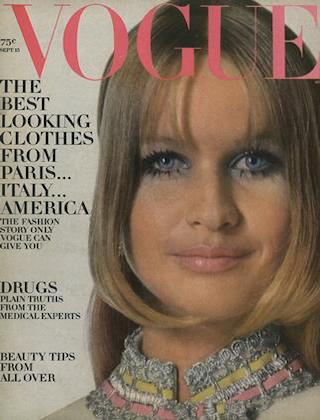 VOGUE
75¢
SEPT 15
THE
BEST
LOOKING
CLOTHES
FROM
PARIS...
ITALY...
AMERICA
THE FASHION
STORY ONLY
VOGUE CAN
GIVE YOU
DRUGS
PLAIN TRUTHS
FROM THE
MEDICAL EXPERTS
BEAUTY TIPS
FROM
ALL OVER